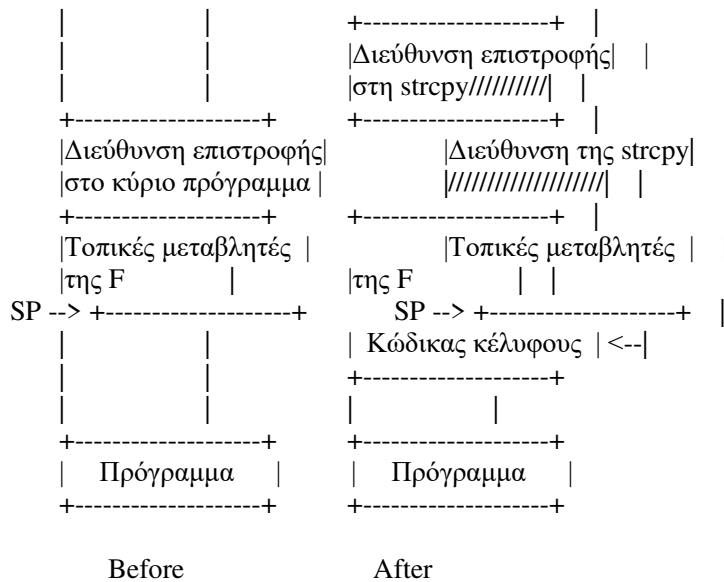 |                 |                +--------------------+   |
|                 |                |Διεύθυνση επιστροφής|   |
|                 |                |στη strcpy//////////|   |
+--------------------+        +--------------------+   |
|Διεύθυνση επιστροφής|              |Διεύθυνση της strcpy|
|στο κύριο πρόγραμμα |              |////////////////////|   |
+--------------------+        +--------------------+   |
|Τοπικές μεταβλητές  |              |Τοπικές μεταβλητές  |
|της F            |             |της F            |   |
SP --> +--------------------+         SP --> +--------------------+   |
|                 |                |  Κώδικας κέλυφους  | <--|
|                 |                +--------------------+
|                 |                |                 |
+--------------------+        +--------------------+
|    Πρόγραμμα     |        |    Πρόγραμμα     |
+--------------------+        +--------------------+
Before                    After